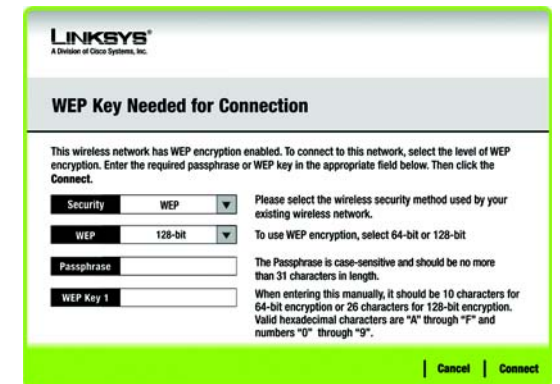 LINKSYS®
A Division of Cisco Systems, Inc.
WEP Key Needed for Connection
This wireless network has WEP encryption enabled. To connect to this network, select the level of WEP
encryption. Enter the required passphrase or WEP key in the appropriate field below. Then click the
Connect.
Security WEP
Please select the wireless security method used by your
existing wireless network.
WEP 128-bit
To use WEP encryption, select 64-bit or 128-bit
Passphrase
The Passphrase is case-sensitive and should be no more
than 31 characters in length.
WEP Key 1
When entering this manually, it should be 10 characters for
64-bit encryption or 26 characters for 128-bit encryption.
Valid hexadecimal characters are "A" through "F" and
numbers "0" through "9".
Cancel Connect